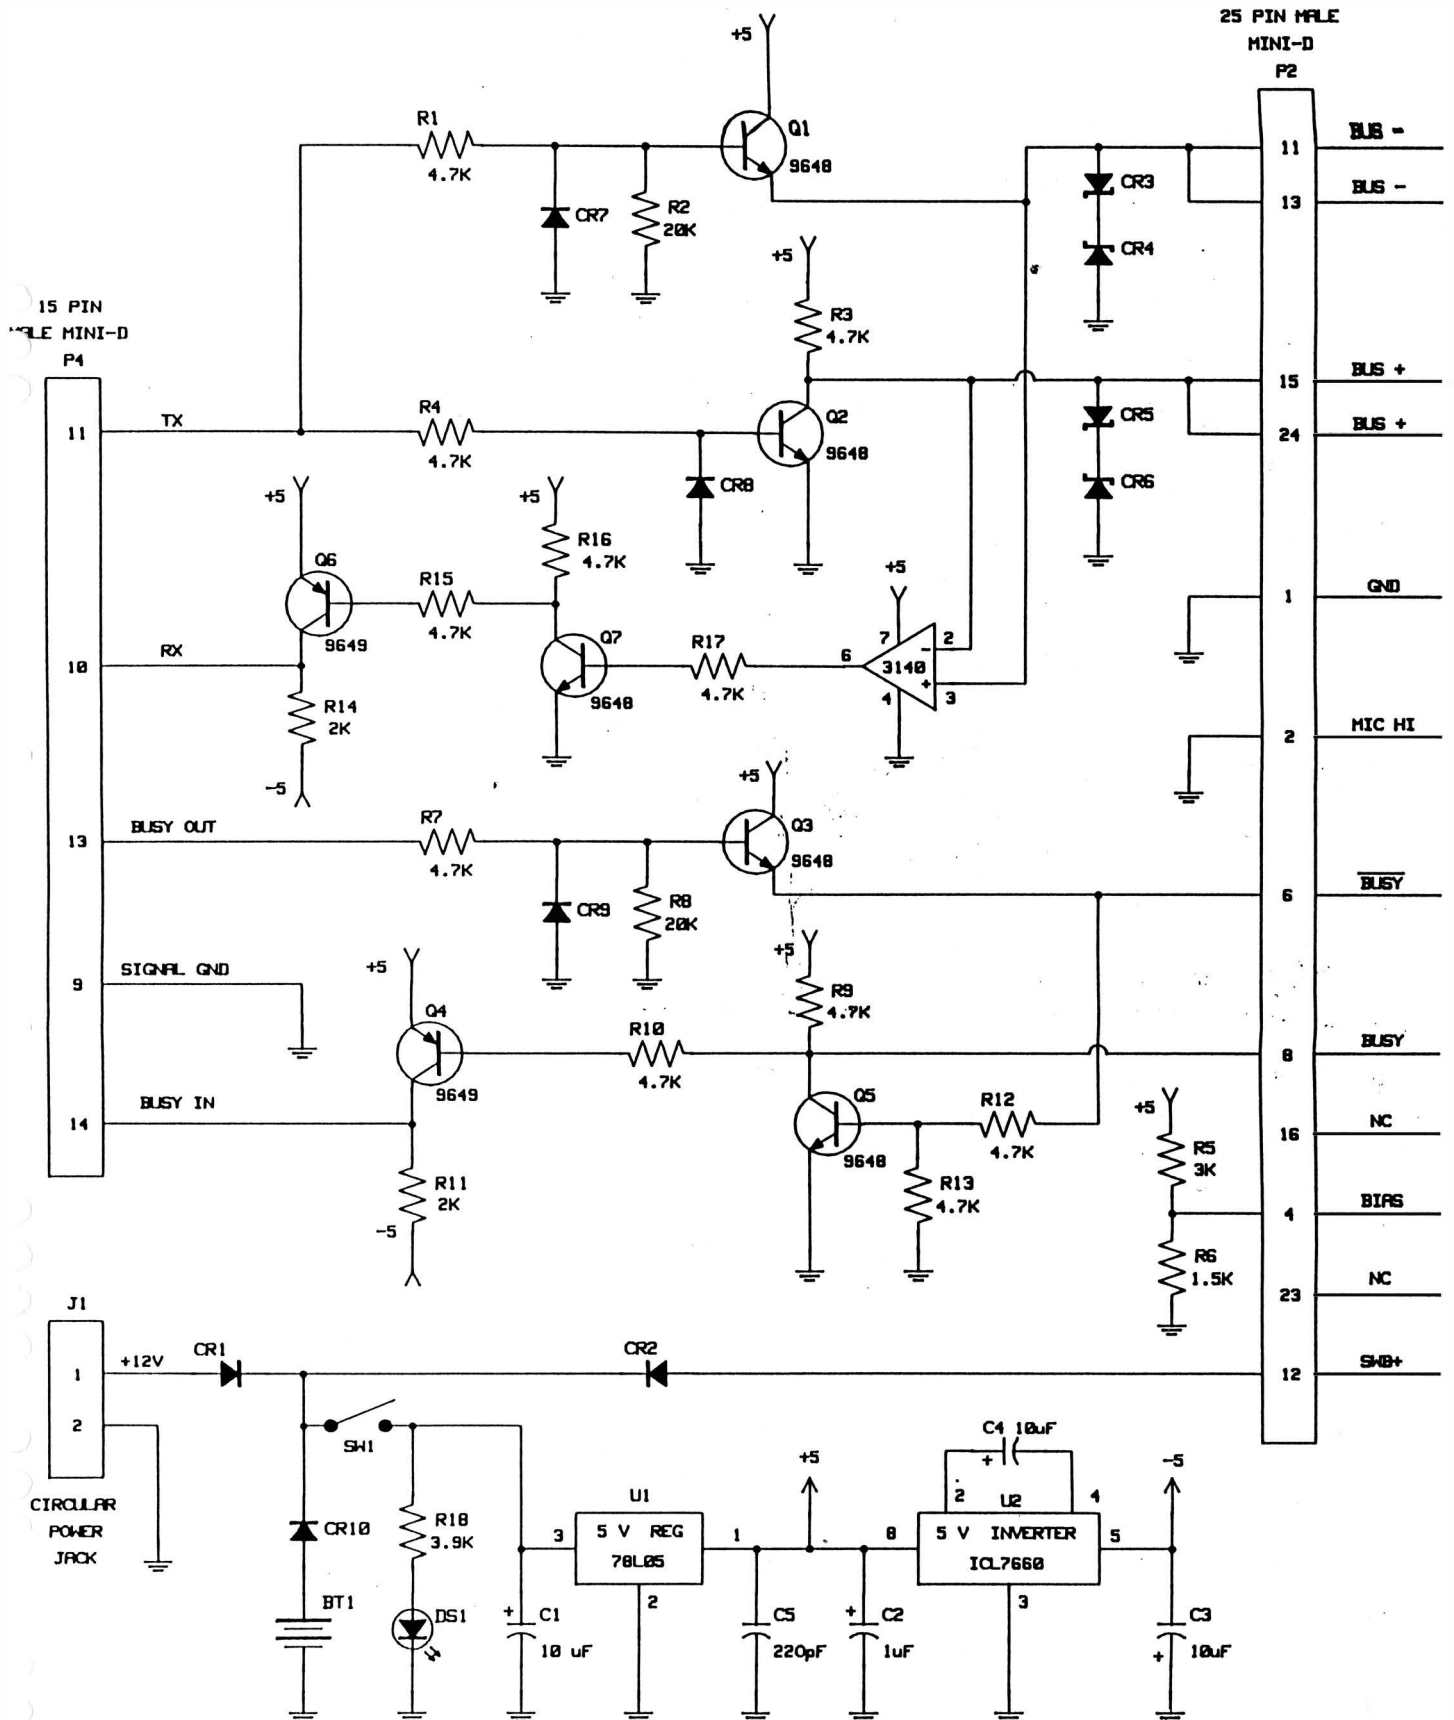 25 PIN MALE
MINI-D
P2
+5
R1
4.7K
Q1
9648
CR7
R2
20K
11 BUS -
13 BUS -
CR3
CR4
+5
R3
4.7K
15 PIN
MALE MINI-D
P4
15 BUS +
24 BUS +
CR5
CR6
11 TX
R4
4.7K
Q2
9648
CR8
+5
Q6
9649
+5
R16
4.7K
R15
4.7K
+5
1 GND
10 RX
R14
2K
-5
Q7
9648
R17
4.7K
6
7
3140
4
2
-
+
3
2 MIC HI
+5
13 BUSY OUT
R7
4.7K
Q3
9648
CR9
R8
20K
6 BUSY
9 SIGNAL GND
+5
Q4
9649
+5
R9
4.7K
R10
4.7K
8 BUSY
14 BUSY IN
R11
2K
-5
Q5
9648
R12
4.7K
R13
4.7K
+5
R5
3K
16 NC
4 BIAS
R6
1.5K
23 NC
J1
1 +12V
CR1
CR2
12 SWB+
2
SW1
CIRCULAR
POWER
JACK
CR10
BT1
R18
3.9K
DS1
+
C1
10 uF
U1
3
5 V REG
78L05
1
2
+5
C5
220pF
+
C2
1uF
C4 10uF
+
2
U2
4
8
5 V INVERTER
ICL7660
5
3
-5
C3
10uF
+